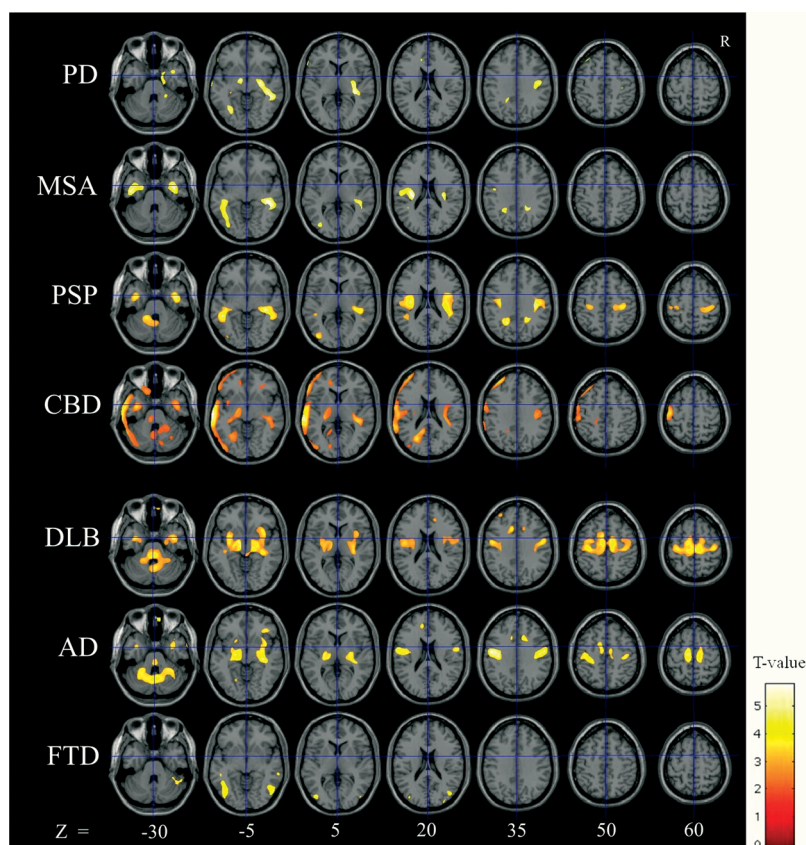 R
PD
MSA
PSP
CBD
DLB
AD
FTD
T-value
5
4
3
2
1
0
Z = -30 -5 5 20 35 50 60